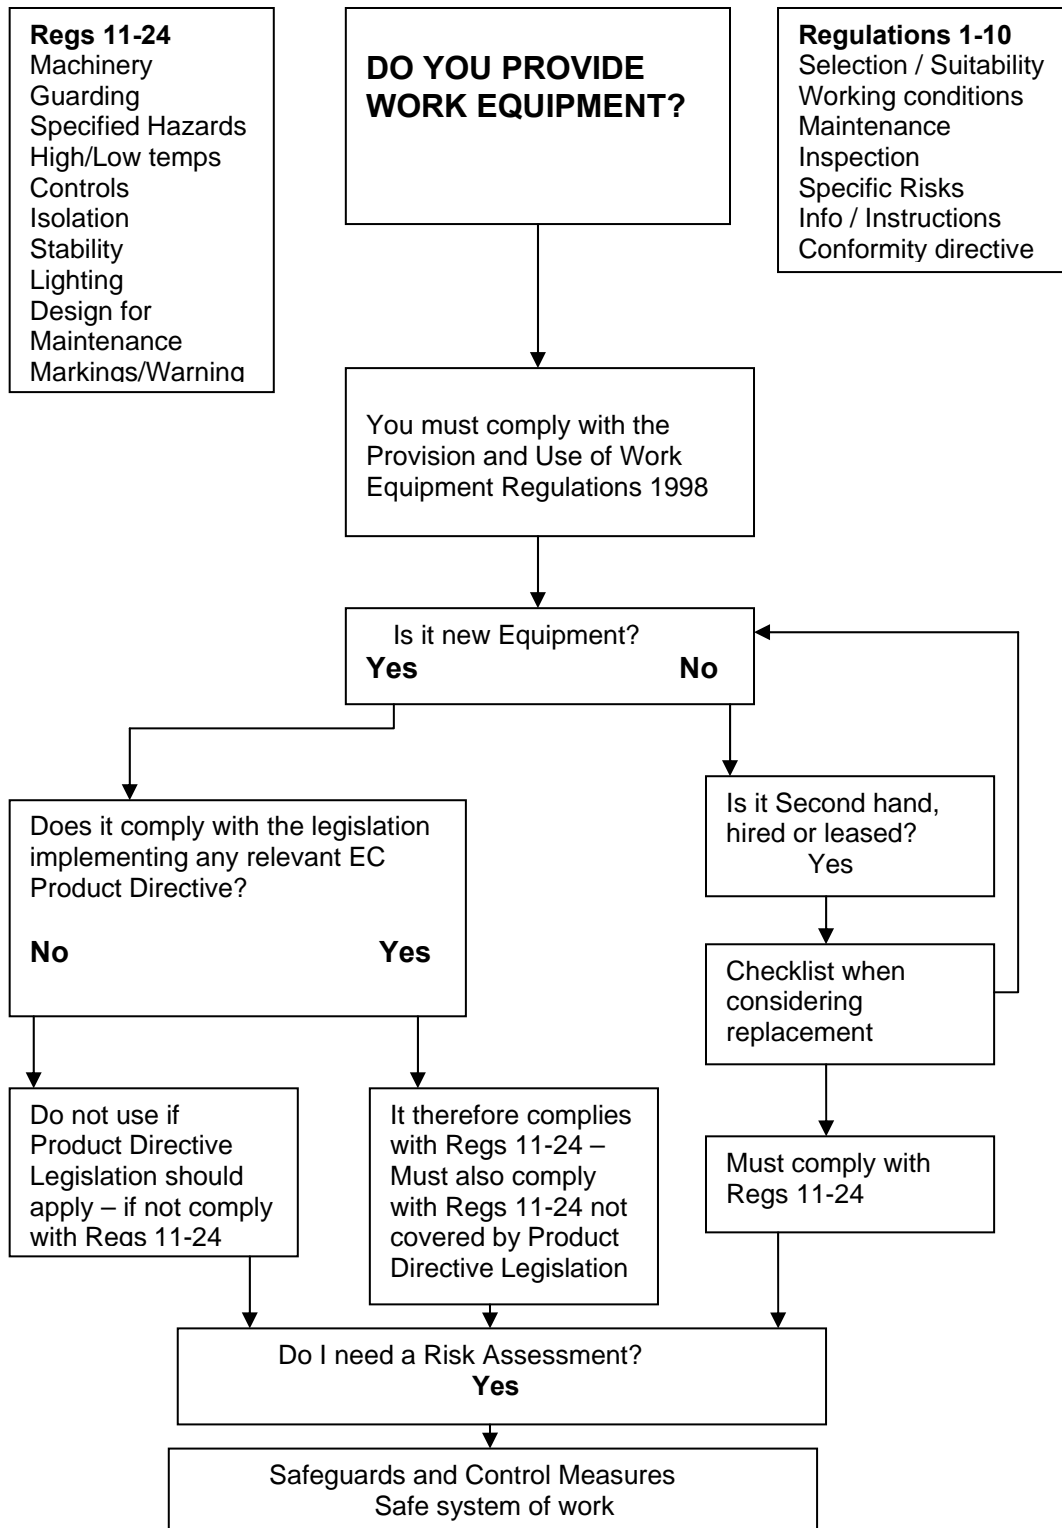 Regs 11-24
Machinery
Guarding
Specified Hazards
High/Low temps
Controls
Isolation
Stability
Lighting
Design for
Maintenance
Markings/Warning
DO YOU PROVIDE
WORK EQUIPMENT?
Regulations 1-10
Selection / Suitability
Working conditions
Maintenance
Inspection
Specific Risks
Info / Instructions
Conformity directive
You must comply with the
Provision and Use of Work
Equipment Regulations 1998
Is it new Equipment?
Yes No
Does it comply with the legislation
implementing any relevant EC
Product Directive?
No Yes
Is it Second hand,
hired or leased?
Yes
Checklist when
considering
replacement
Do not use if
Product Directive
Legislation should
apply – if not comply
with Regs 11-24
It therefore complies
with Regs 11-24 –
Must also comply
with Regs 11-24 not
covered by Product
Directive Legislation
Must comply with
Regs 11-24
Do I need a Risk Assessment?
Yes
Safeguards and Control Measures
Safe system of work